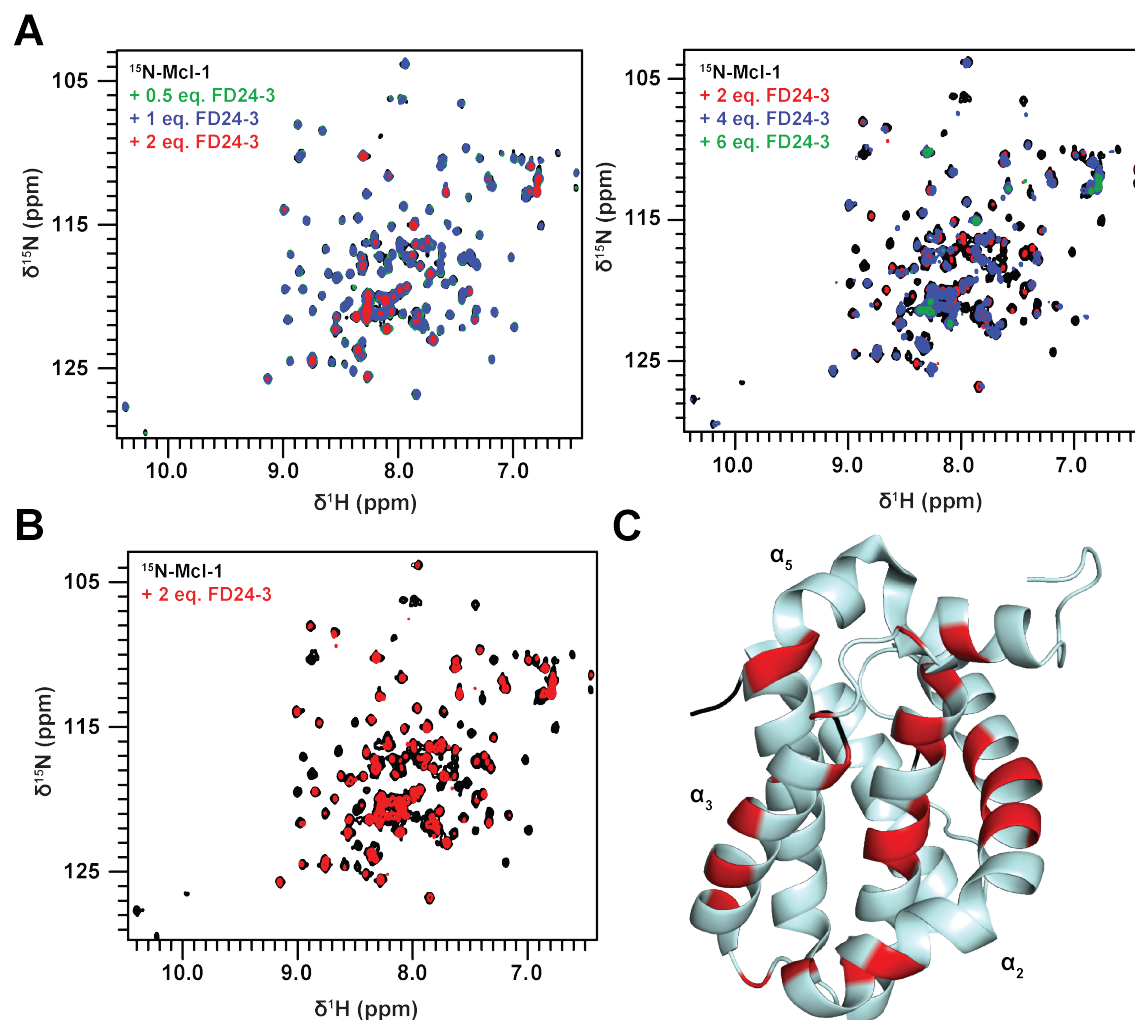 A
¹⁵N-Mcl-1
+ 0.5 eq. FD24-3
+ 1 eq. FD24-3
+ 2 eq. FD24-3
105
115
125
δ¹⁵N (ppm)
10.0 9.0 8.0 7.0
δ¹H (ppm)
¹⁵N-Mcl-1
+ 2 eq. FD24-3
+ 4 eq. FD24-3
+ 6 eq. FD24-3
105
115
125
δ¹⁵N (ppm)
10.0 9.0 8.0 7.0
δ¹H (ppm)
B
¹⁵N-Mcl-1
+ 2 eq. FD24-3
105
115
125
δ¹⁵N (ppm)
10.0 9.0 8.0 7.0
δ¹H (ppm)
C
α₅
α₃
α₂